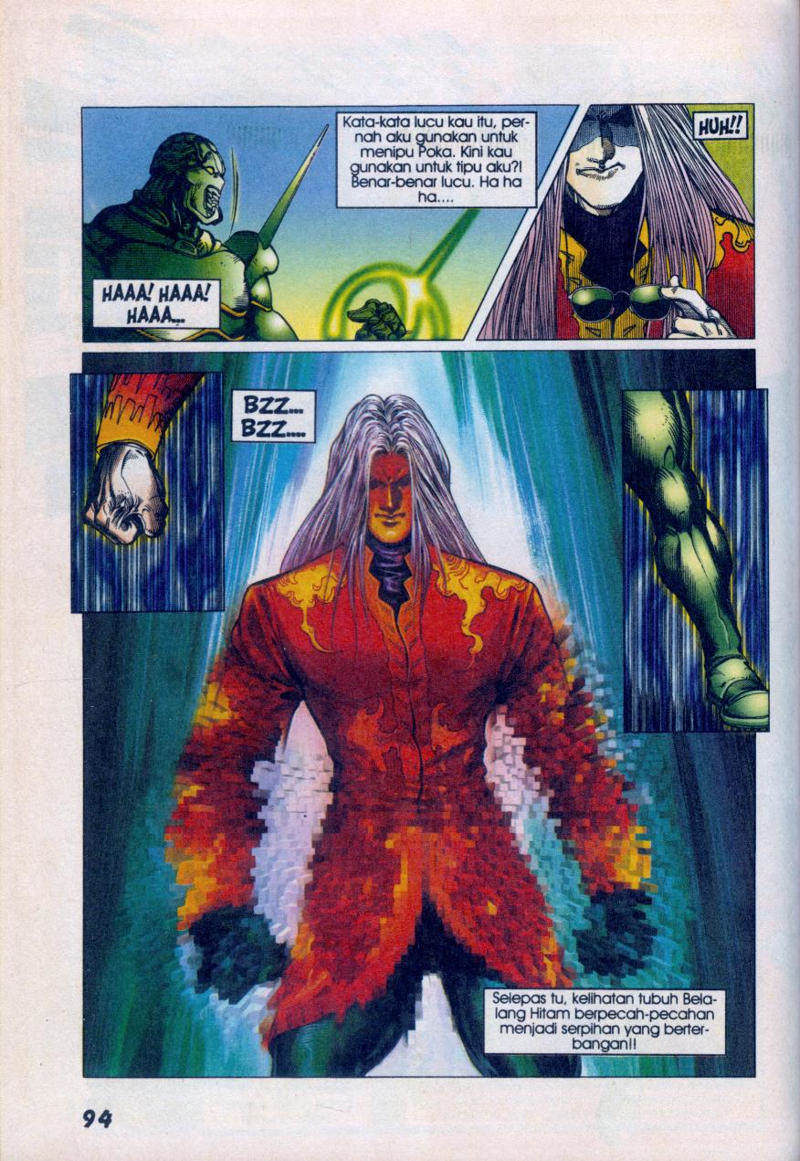 Kata-kata lucu kau itu, per-
nah aku gunakan untuk
menipu Poka. Kini kau
gunakan untuk tipu aku?!
Benar-benar lucu. Ha ha
ha....
HAAA! HAAA!
HAAA...
HUH!!
BZZ...
BZZ....
Selepas tu, kelihatan tubuh Bela-
lang Hitam berpecah-pecahan
menjadi serpihan yang berter-
bangan!!
94